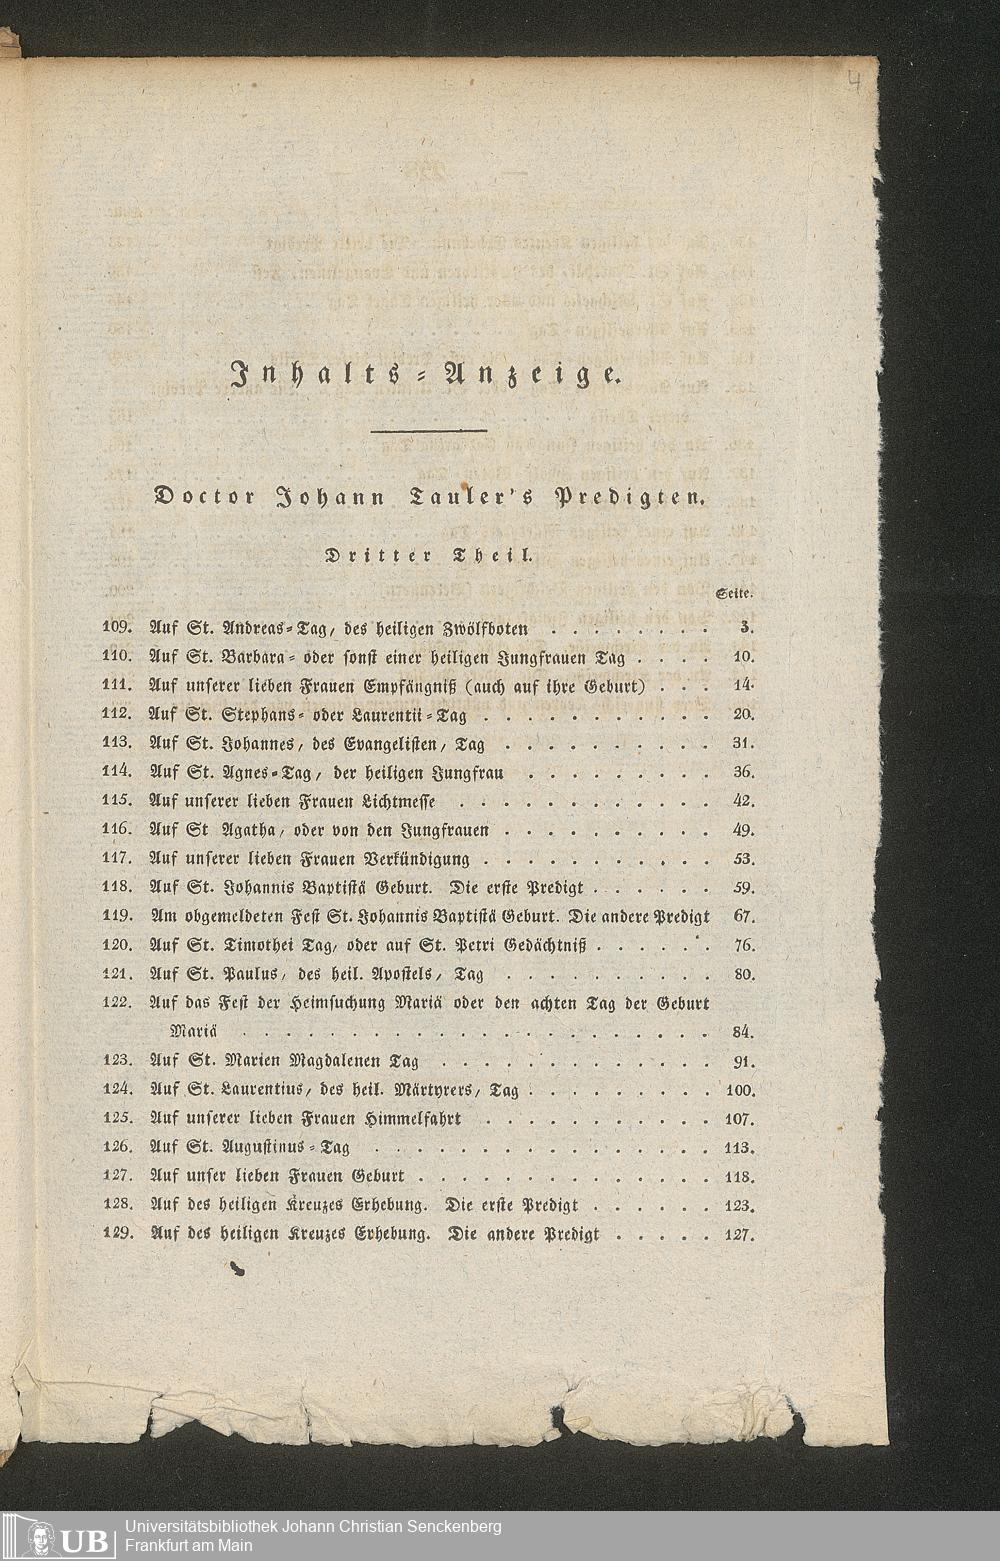 4
Inhalts-Anzeige.
Doctor Johann Tauler's Predigten.
Dritter Theil.
Seite.
109. Auf St. Andreas-Tag, des heiligen Zwölfboten . . . . . . . . 3.
110. Auf St. Barbara- oder sonst einer heiligen Jungfrauen Tag . . . . 10.
111. Auf unserer lieben Frauen Empfängniß (auch auf ihre Geburt) . . . 14.
112. Auf St. Stephans- oder Laurentii-Tag . . . . . . . . . . . 20.
113. Auf St. Johannes, des Evangelisten, Tag . . . . . . . . . . 31.
114. Auf St. Agnes-Tag, der heiligen Jungfrau . . . . . . . . . 36.
115. Auf unserer lieben Frauen Lichtmesse . . . . . . . . . . . . 42.
116. Auf St Agatha, oder von den Jungfrauen . . . . . . . . . . 49.
117. Auf unserer lieben Frauen Verkündigung . . . . . . . . . . . 53.
118. Auf St. Johannis Baptistä Geburt. Die erste Predigt . . . . . . 59.
119. Am obgemeldeten Fest St. Johannis Baptistä Geburt. Die andere Predigt 67.
120. Auf St. Timothei Tag, oder auf St. Petri Gedächtniß . . . . . . 76.
121. Auf St. Paulus, des heil. Apostels, Tag . . . . . . . . . . 80.
122. Auf das Fest der Heimsuchung Mariä oder den achten Tag der Geburt
Mariä . . . . . . . . . . . . . . . . . . . . . . 84.
123. Auf St. Marien Magdalenen Tag . . . . . . . . . . . . . 91.
124. Auf St. Laurentius, des heil. Märtyrers, Tag . . . . . . . . . 100.
125. Auf unserer lieben Frauen Himmelfahrt . . . . . . . . . . . 107.
126. Auf St. Augustinus-Tag . . . . . . . . . . . . . . . . 113.
127. Auf unser lieben Frauen Geburt . . . . . . . . . . . . . . 118.
128. Auf des heiligen Kreuzes Erhebung. Die erste Predigt . . . . . . 123.
129. Auf des heiligen Kreuzes Erhebung. Die andere Predigt . . . . . 127.
UB Universitätsbibliothek Johann Christian Senckenberg
Frankfurt am Main